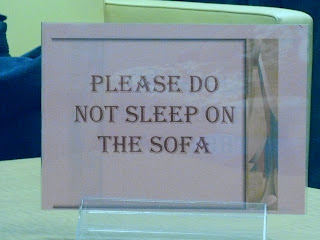 PLEASE DO
NOT SLEEP ON
THE SOFA